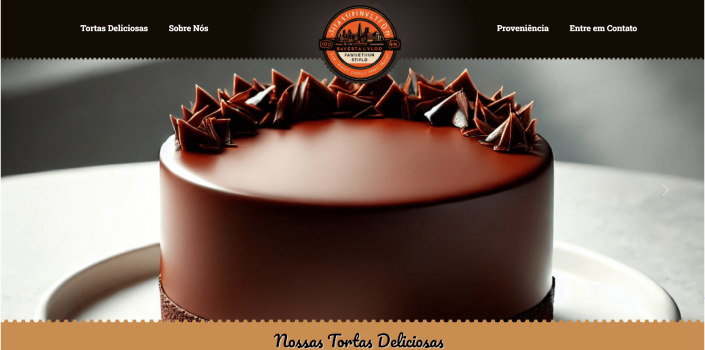 Tortas Deliciosas
Sobre Nós
Proveniência
Entre em Contato
Nossas Tortas Deliciosas